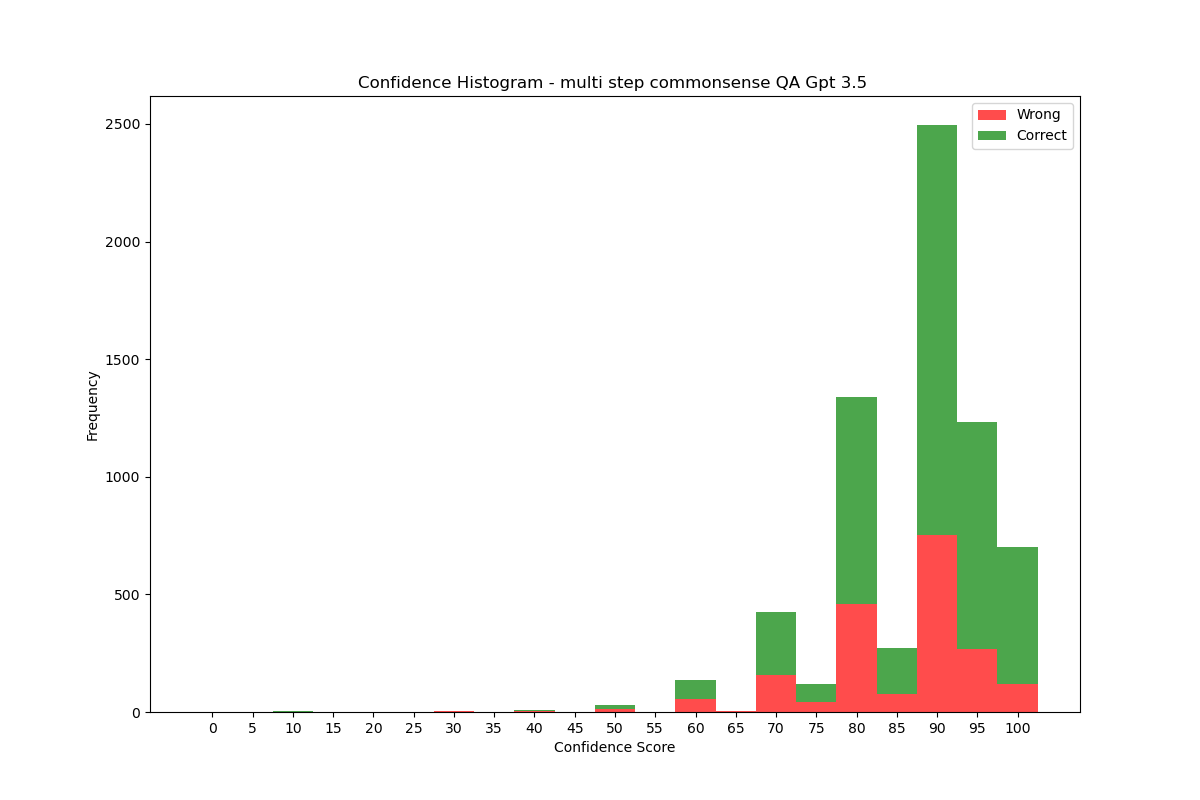 Confidence Histogram - multi step commonsense QA Gpt 3.5
Wrong
Correct
2500
2000
1500
1000
500
0
Frequency
0 5 10 15 20 25 30 35 40 45 50 55 60 65 70 75 80 85 90 95 100
Confidence Score